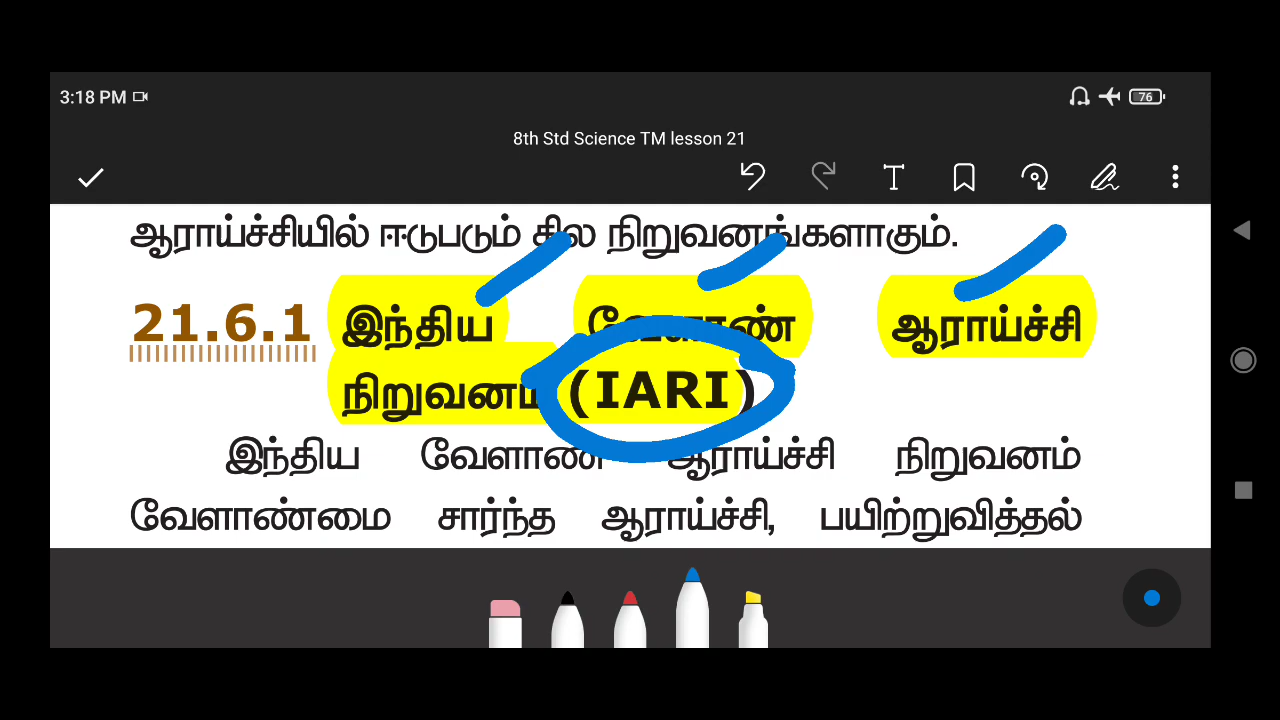 3:18 PM
76
8th Std Science TM lesson 21
ஆராய்ச்சியில் ஈடுபடும் சில நிறுவனங்களாகும்.
21.6.1 இந்திய வேளாண் ஆராய்ச்சி
நிறுவனம் (IARI)
இந்திய வேளாண் ஆராய்ச்சி நிறுவனம்
வேளாண்மை சார்ந்த ஆராய்ச்சி, பயிற்றுவித்தல்